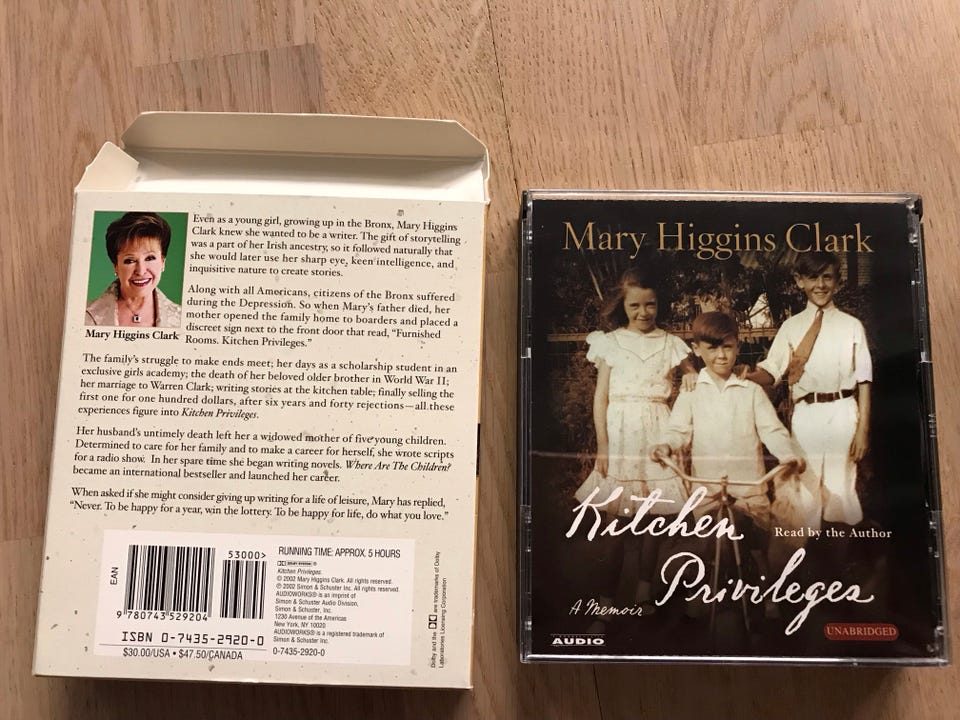 Even as a young girl, growing up in the Bronx, Mary Higgins
Clark knew she wanted to be a writer. The gift of storytelling
was a part of her Irish ancestry, so it followed naturally that
she would later use her sharp eye, keen intelligence, and
inquisitive nature to create stories.
Along with all Americans, citizens of the Bronx suffered
during the Depression. So when Mary's father died, her
mother opened the family home to boarders and placed a
discreet sign next to the front door that read, "Furnished
Rooms. Kitchen Privileges."
Mary Higgins Clark
The family's struggle to make ends meet; her days as a scholarship student in an
exclusive girls academy; the death of her beloved older brother in World War II;
her marriage to Warren Clark; writing stories at the kitchen table; finally selling the
first one for one hundred dollars, after six years and forty rejections—all these
experiences figure into Kitchen Privileges.
Her husband's untimely death left her a widowed mother of five young children.
Determined to care for her family and to make a career for herself, she wrote scripts
for a radio show. In her spare time she began writing novels. Where Are The Children?
became an international bestseller and launched her career.
When asked if she might consider giving up writing for a life of leisure, Mary has replied,
"Never. To be happy for a year, win the lottery. To be happy for life, do what you love."
EAN
53000>
9 780743 529204
ISBN 0-7435-2920-0
$30.00/USA • $47.50/CANADA
RUNNING TIME: APPROX. 5 HOURS
DOLBY SYSTEM
Kitchen Privileges
© 2002 Mary Higgins Clark. All rights reserved.
℗ 2002 Simon & Schuster Inc. All rights reserved.
AUDIOWORKS® is an imprint of
Simon & Schuster Audio Division,
Simon & Schuster, Inc.
1230 Avenue of the Americas
New York, NY 10020
AUDIOWORKS® is a registered trademark of
Simon & Schuster Inc.
0-7435-2920-0
Dolby and the are trademarks of Dolby
Laboratories Licensing Corporation
Mary Higgins Clark
Kitchen
Read by the Author
Privileges
A Memoir
UNABRIDGED
AUDIO